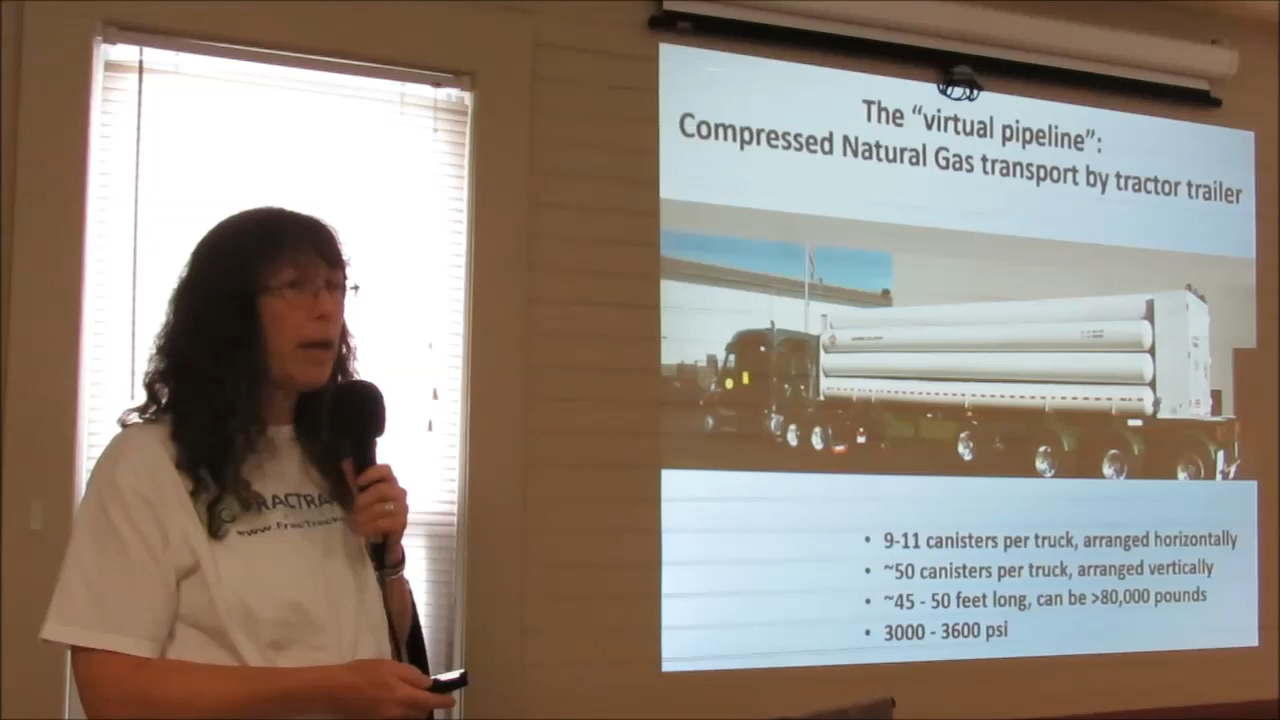 The “virtual pipeline”:
Compressed Natural Gas transport by tractor trailer
• 9-11 canisters per truck, arranged horizontally
• ~50 canisters per truck, arranged vertically
• ~45 - 50 feet long, can be >80,000 pounds
• 3000 - 3600 psi